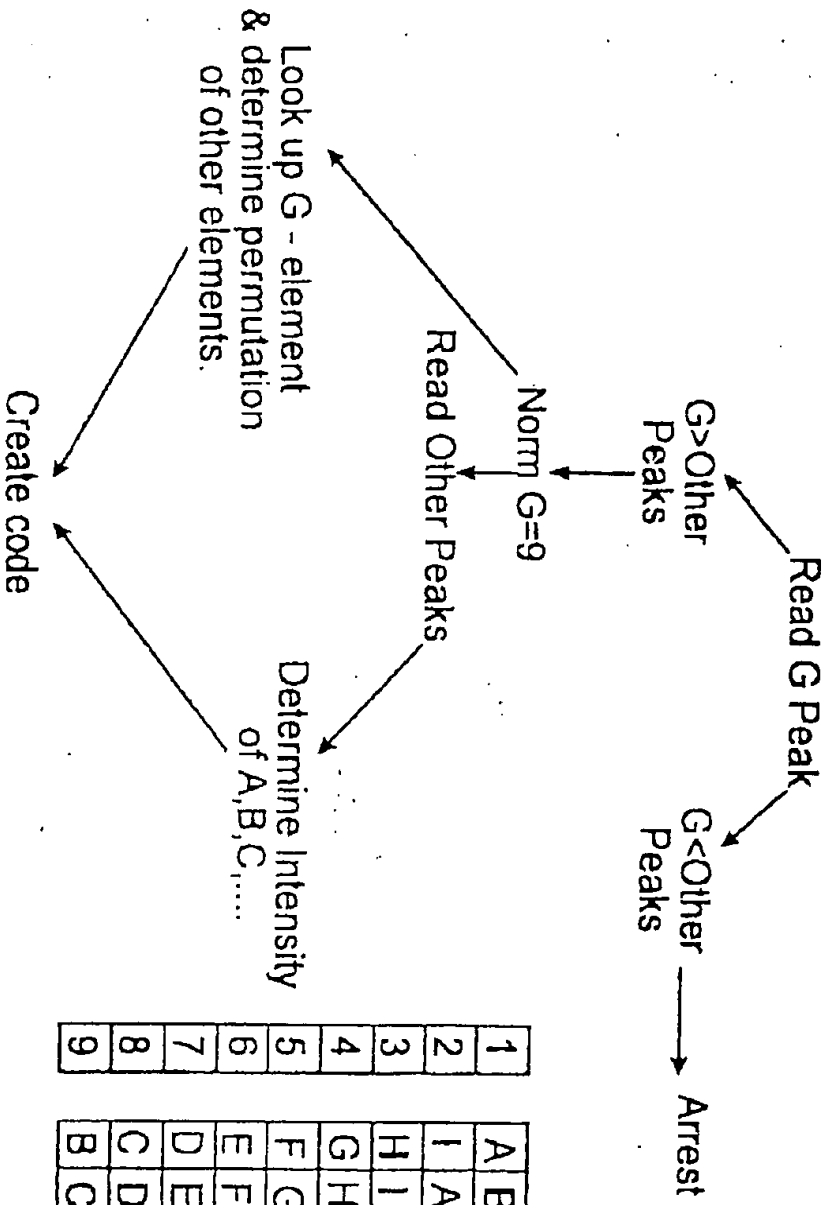 Read G Peak
G>Other
Peaks
G<Other
Peaks
Arrest
Norm G=9
Read Other Peaks
Look up G - element
& determine permutation
of other elements.
Determine Intensity
of A,B,C,.....
Create code
1 A B
2 I A
3 H I
4 G H
5 F G
6 E F
7 D E
8 C D
9 B C